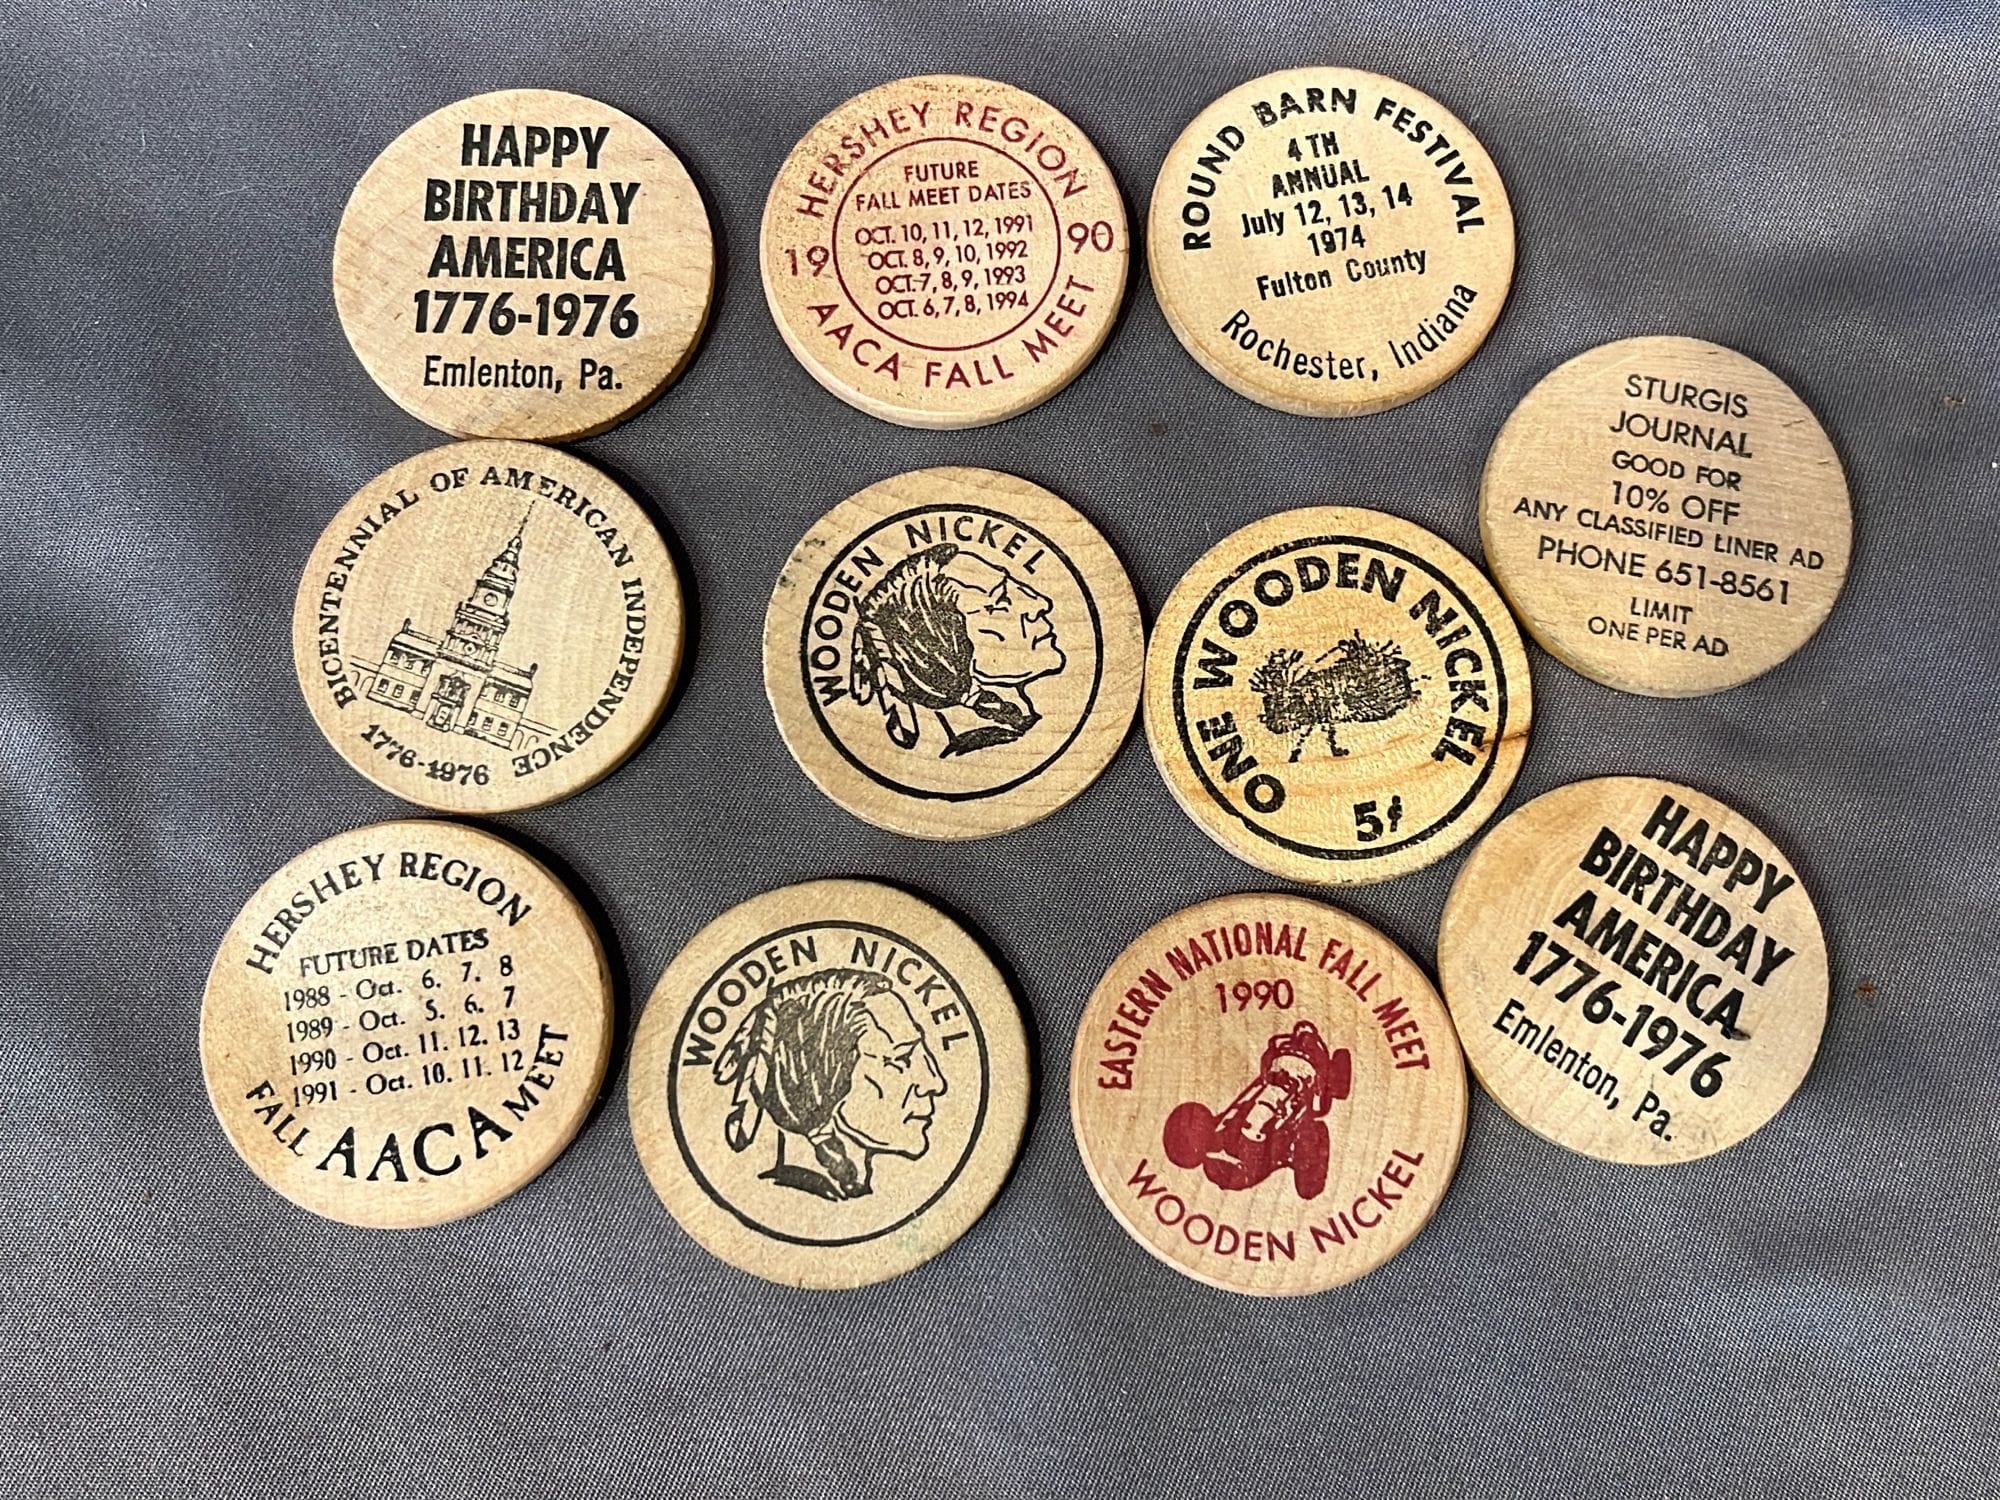 HAPPY
BIRTHDAY
AMERICA
1776-1976
Emlenton, Pa.
HERSHEY REGION
FUTURE
FALL MEET DATES
OCT. 10, 11, 12, 1991
OCT. 8, 9, 10, 1992
OCT. 7, 8, 9, 1993
OCT. 6, 7, 8, 1994
19 90
AACA FALL MEET
ROUND BARN FESTIVAL
4TH
ANNUAL
July 12, 13, 14
1974
Fulton County
Rochester, Indiana
STURGIS
JOURNAL
GOOD FOR
10% OFF
ANY CLASSIFIED LINER AD
PHONE 651-8561
LIMIT
ONE PER AD
BICENTENNIAL OF AMERICAN INDEPENDENCE
1776-1976
WOODEN NICKEL
ONE WOODEN NICKEL
5¢
HERSHEY REGION
FUTURE DATES
1988 - Oct. 6. 7. 8
1989 - Oct. 5. 6. 7
1990 - Oct. 11. 12. 13
1991 - Oct. 10. 11. 12
FALL AACA MEET
WOODEN NICKEL
EASTERN NATIONAL FALL MEET
1990
WOODEN NICKEL
HAPPY
BIRTHDAY
AMERICA
1776-1976
Emlenton, Pa.